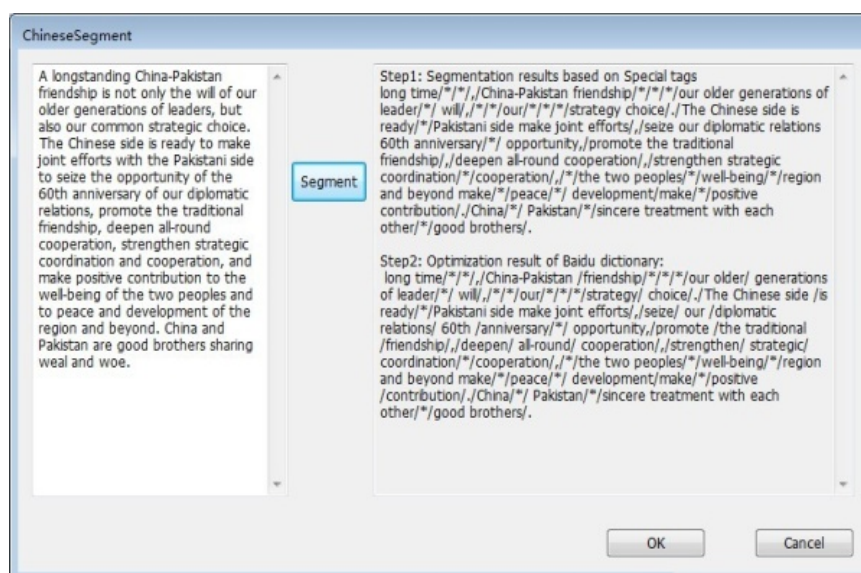 ChineseSegment
A longstanding China-Pakistan
friendship is not only the will of our
older generations of leaders, but
also our common strategic choice.
The Chinese side is ready to make
joint efforts with the Pakistani side
to seize the opportunity of the
60th anniversary of our diplomatic
relations, promote the traditional
friendship, deepen all-round
cooperation, strengthen strategic
coordination and cooperation, and
make positive contribution to the
well-being of the two peoples and
to peace and development of the
region and beyond. China and
Pakistan are good brothers sharing
weal and woe.
Segment
Step1: Segmentation results based on Special tags
long time/*/*/,/China-Pakistan friendship/*/*/*/our older generations of
leader/*/ will/,/*/*/our/*/*/*/strategy choice/./The Chinese side is
ready/*/Pakistani side make joint efforts/,/seize our diplomatic relations
60th anniversary/*/ opportunity,/promote the traditional
friendship/,/deepen all-round cooperation/,/strengthen strategic
coordination/*/cooperation/,/*/the two peoples/*/well-being/*/region
and beyond make/*/peace/*/ development/make/*/positive
contribution/./China/*/ Pakistan/*/sincere treatment with each
other/*/good brothers/.
Step2: Optimization result of Baidu dictionary:
long time/*/*/,/China-Pakistan /friendship/*/*/*/our older/ generations
of leader/*/ will/,/*/*/our/*/*/*/strategy/ choice/./The Chinese side /is
ready/*/Pakistani side make joint efforts/,/seize/ our /diplomatic
relations/ 60th /anniversary/*/ opportunity,/promote /the traditional
/friendship/,/deepen/ all-round/ cooperation/,/strengthen/ strategic/
coordination/*/cooperation/,/*/the two peoples/*/well-being/*/region
and beyond make/*/peace/*/ development/make/*/positive
/contribution/./China/*/ Pakistan/*/sincere treatment with each
other/*/good brothers/.
OK
Cancel